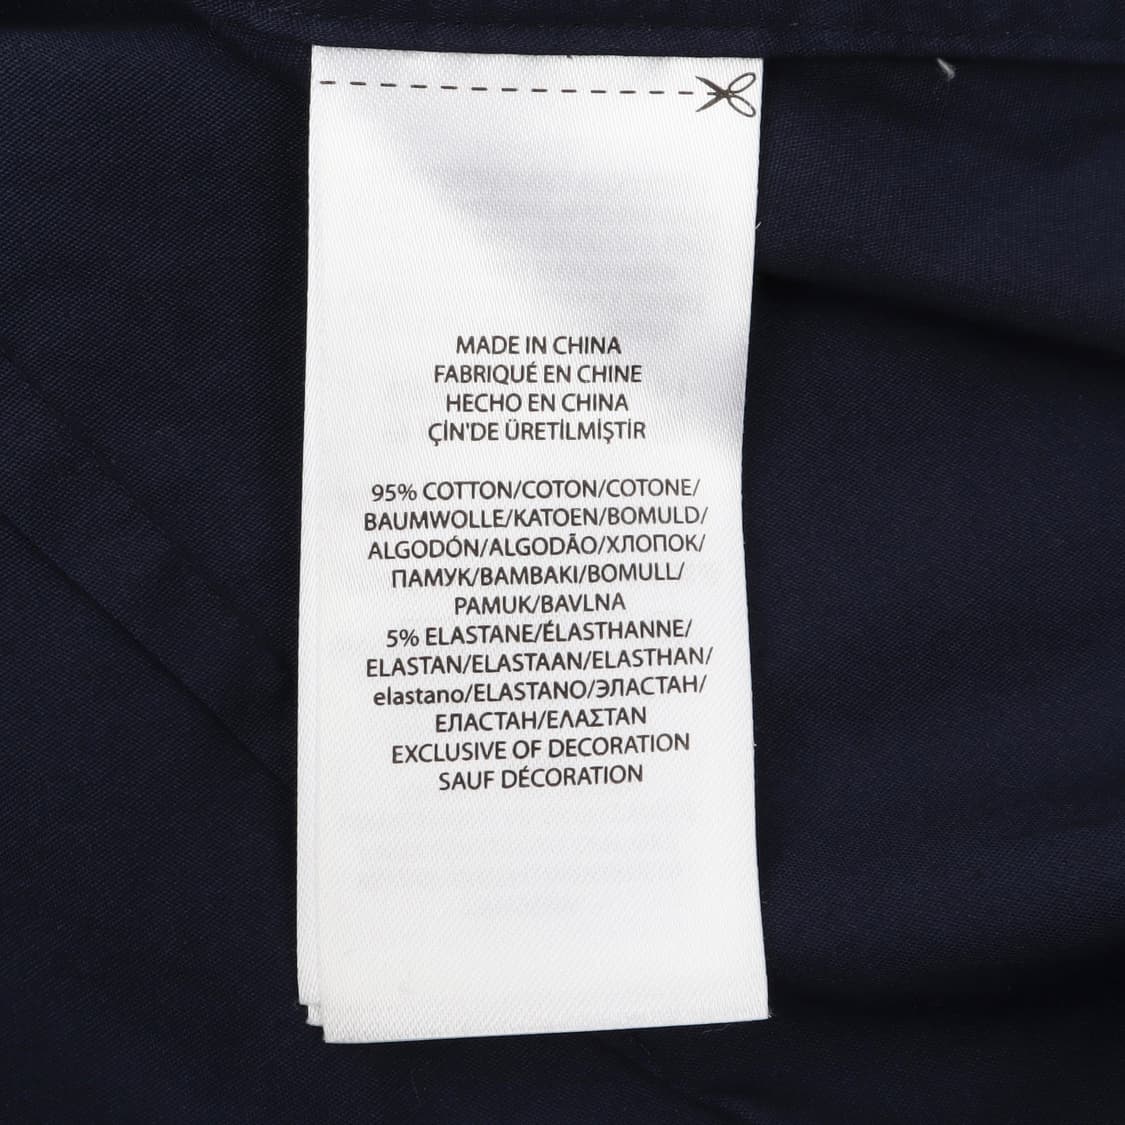 MADE IN CHINA
FABRIQUÉ EN CHINE
HECHO EN CHINA
ÇİN'DE ÜRETİLMİŞTİR
95% COTTON/COTON/COTONE/
BAUMWOLLE/KATOEN/BOMULD/
ALGODÓN/ALGODÃO/ХЛОПОК/
ПАМУК/BAMBAKI/BOMULL/
PAMUK/BAVLNA
5% ELASTANE/ÉLASTHANNE/
ELASTAN/ELASTAAN/ELASTHAN/
elastano/ELASTANO/ЭЛАСТАН/
ЕЛАСТАН/ΕΛΑΣΤΑΝ
EXCLUSIVE OF DECORATION
SAUF DÉCORATION